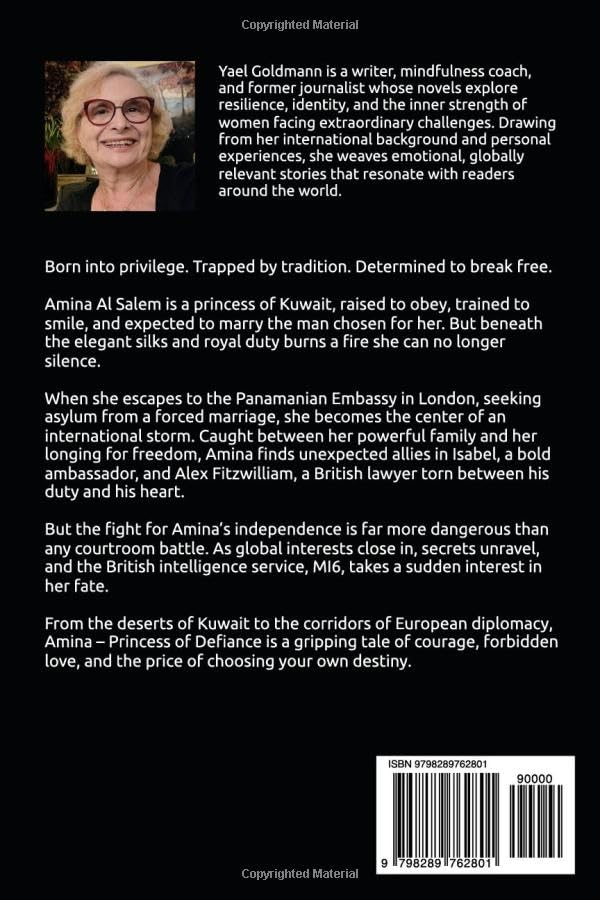 Copyrighted Material
Yael Goldmann is a writer, mindfulness coach,
and former journalist whose novels explore
resilience, identity, and the inner strength of
women facing extraordinary challenges. Drawing
from her international background and personal
experiences, she weaves emotional, globally
relevant stories that resonate with readers
around the world.
Born into privilege. Trapped by tradition. Determined to break free.
Amina Al Salem is a princess of Kuwait, raised to obey, trained to
smile, and expected to marry the man chosen for her. But beneath
the elegant silks and royal duty burns a fire she can no longer
silence.
When she escapes to the Panamanian Embassy in London, seeking
asylum from a forced marriage, she becomes the center of an
international storm. Caught between her powerful family and her
longing for freedom, Amina finds unexpected allies in Isabel, a bold
ambassador, and Alex Fitzwilliam, a British lawyer torn between his
duty and his heart.
But the fight for Amina’s independence is far more dangerous than
any courtroom battle. As global interests close in, secrets unravel,
and the British intelligence service, MI6, takes a sudden interest in
her fate.
From the deserts of Kuwait to the corridors of European diplomacy,
Amina – Princess of Defiance is a gripping tale of courage, forbidden
love, and the price of choosing your own destiny.
ISBN 9798289762801
90000
9 798289 762801
Copyrighted Material